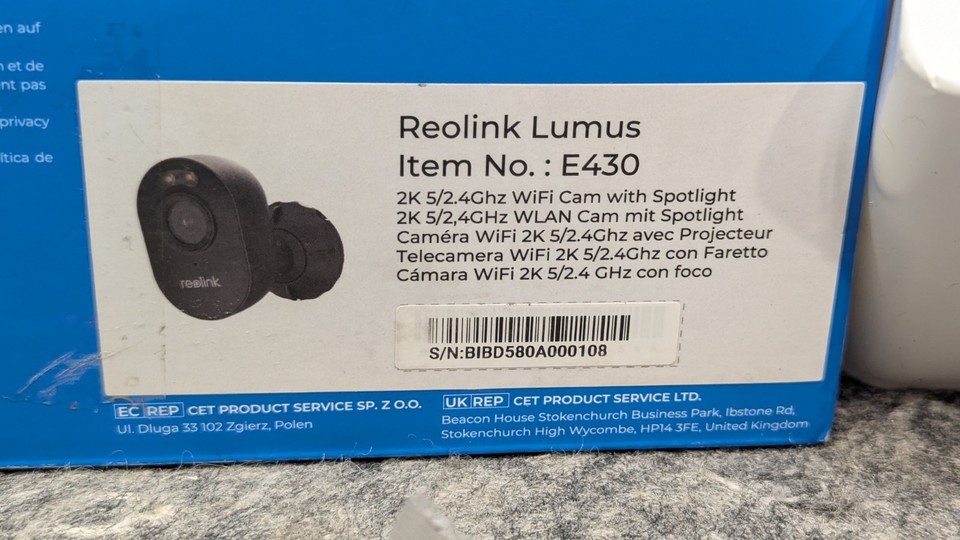 en auf
n et de
ent pas
privacy
ítica de
Reolink Lumus
Item No. : E430
2K 5/2.4Ghz WiFi Cam with Spotlight
2K 5/2,4GHz WLAN Cam mit Spotlight
Caméra WiFi 2K 5/2.4Ghz avec Projecteur
Telecamera WiFi 2K 5/2.4Ghz con Faretto
Cámara WiFi 2K 5/2.4 GHz con foco
reolink
S/N:BIBD580A000108
EC REP CET PRODUCT SERVICE SP. Z O.O.
Ul. Dluga 33 102 Zgierz, Polen
UK REP CET PRODUCT SERVICE LTD.
Beacon House Stokenchurch Business Park, Ibstone Rd,
Stokenchurch High Wycombe, HP14 3FE, United Kingdom